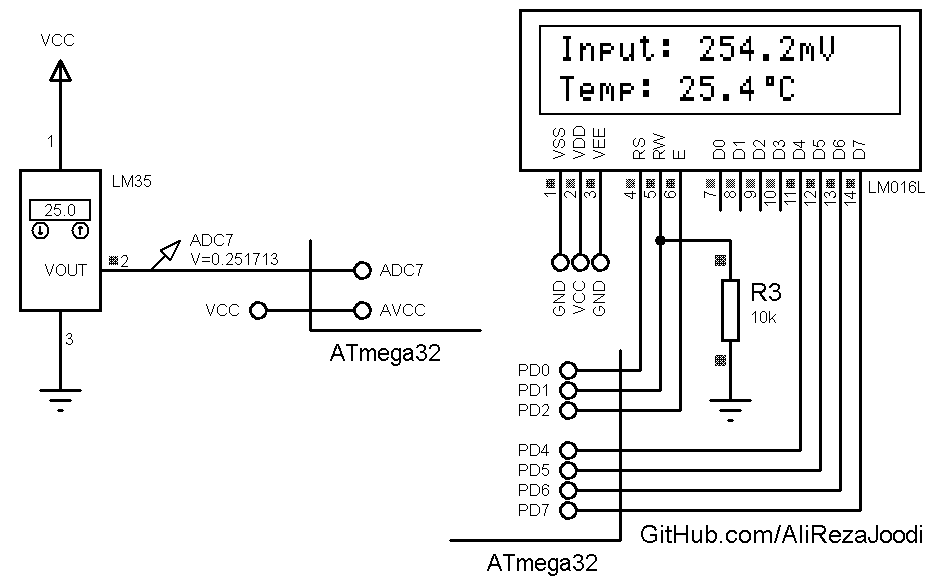 VCC
1
LM35
25.0
VOUT
2
ADC7
V=0.251713
3
VCC
ADC7
AVCC
ATmega32
Input: 254.2mV
Temp: 25.4°C
VSS
VDD
VEE
RS
RW
E
D0
D1
D2
D3
D4
D5
D6
D7
1
2
3
4
5
6
7
8
9
10
11
12
13
14
LM016L
GND
VCC
GND
R3
10k
PD0
PD1
PD2
PD4
PD5
PD6
PD7
GitHub.com/AliRezaJoodi
ATmega32